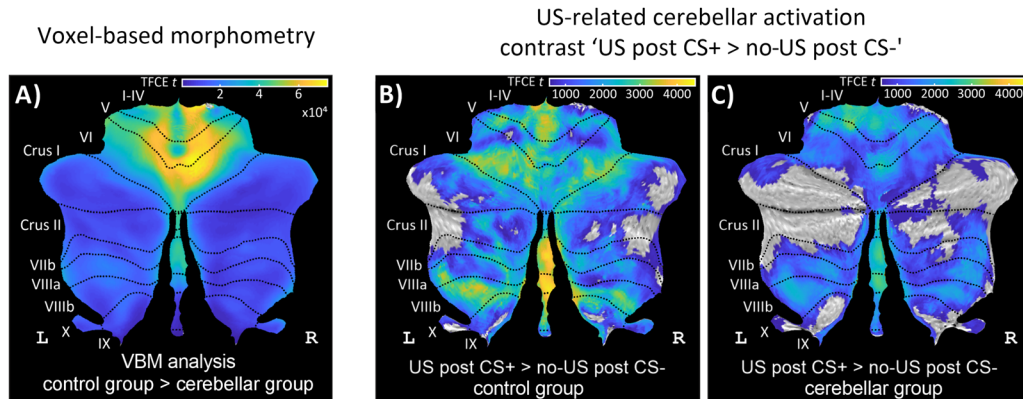 Voxel-based morphometry
US-related cerebellar activation
contrast ‘US post CS+ > no-US post CS-'
A)
TFCE t
2 4 6
x10⁴
I-IV
V
VI
Crus I
Crus II
VIIb
VIIIa
VIIIb
X
IX
L
R
VBM analysis
control group > cerebellar group
B)
TFCE t
1000 2000 3000 4000
I-IV
V
VI
Crus I
Crus II
VIIb
VIIIa
VIIIb
X
IX
L
R
US post CS+ > no-US post CS-
control group
C)
TFCE t
1000 2000 3000 4000
I-IV
V
VI
Crus I
Crus II
VIIb
VIIIa
VIIIb
X
IX
L
R
US post CS+ > no-US post CS-
cerebellar group